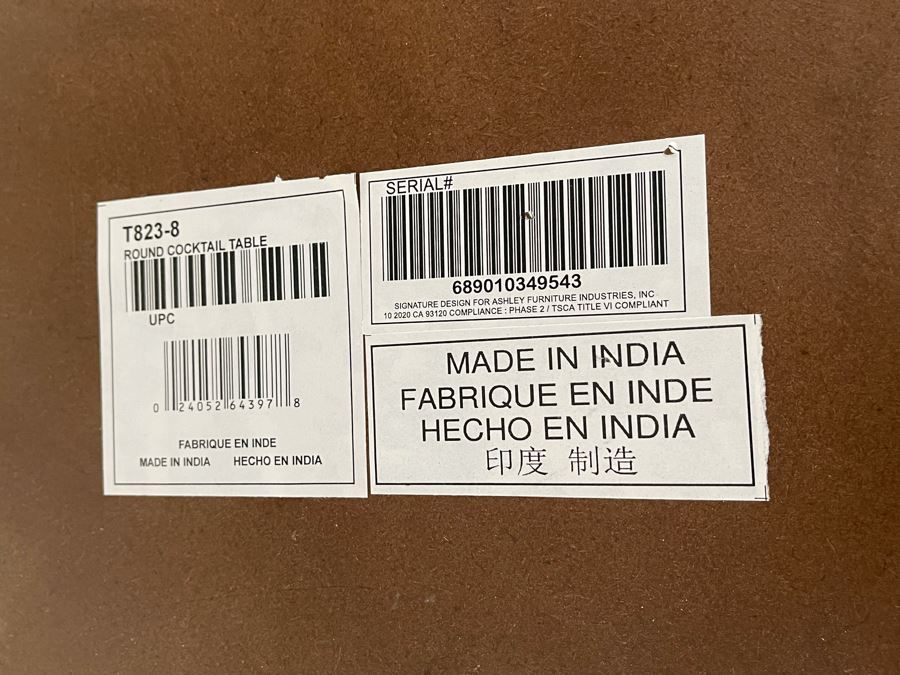 T823-8
ROUND COCKTAIL TABLE
UPC
0 24052 64397 8
FABRIQUE EN INDE
MADE IN INDIA HECHO EN INDIA
SERIAL#
689010349543
SIGNATURE DESIGN FOR ASHLEY FURNITURE INDUSTRIES, INC
10 2020 CA 93120 COMPLIANCE : PHASE 2 / TSCA TITLE VI COMPLIANT
MADE IN INDIA
FABRIQUE EN INDE
HECHO EN INDIA
印度 制造